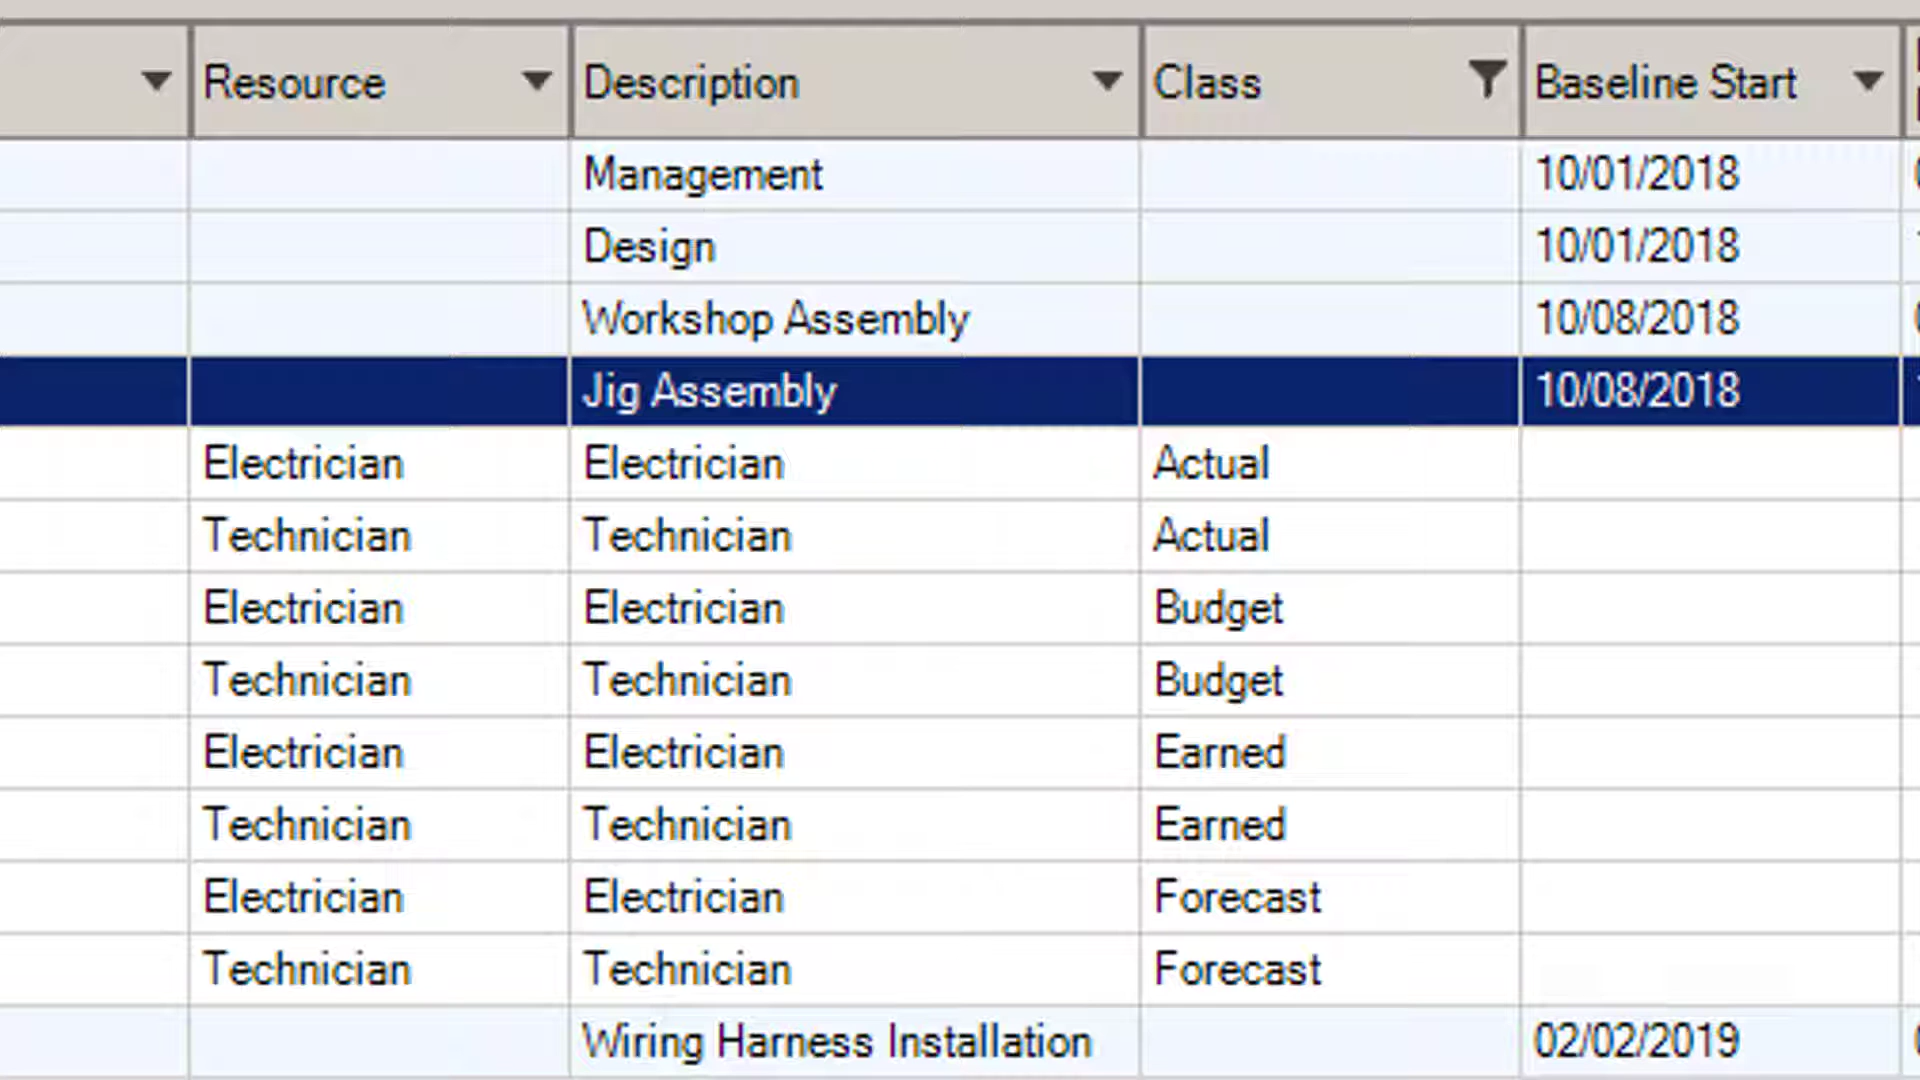 Resource Description Class Baseline Start
Management 10/01/2018
Design 10/01/2018
Workshop Assembly 10/08/2018
Jig Assembly 10/08/2018
Electrician Electrician Actual
Technician Technician Actual
Electrician Electrician Budget
Technician Technician Budget
Electrician Electrician Earned
Technician Technician Earned
Electrician Electrician Forecast
Technician Technician Forecast
Wiring Harness Installation 02/02/2019